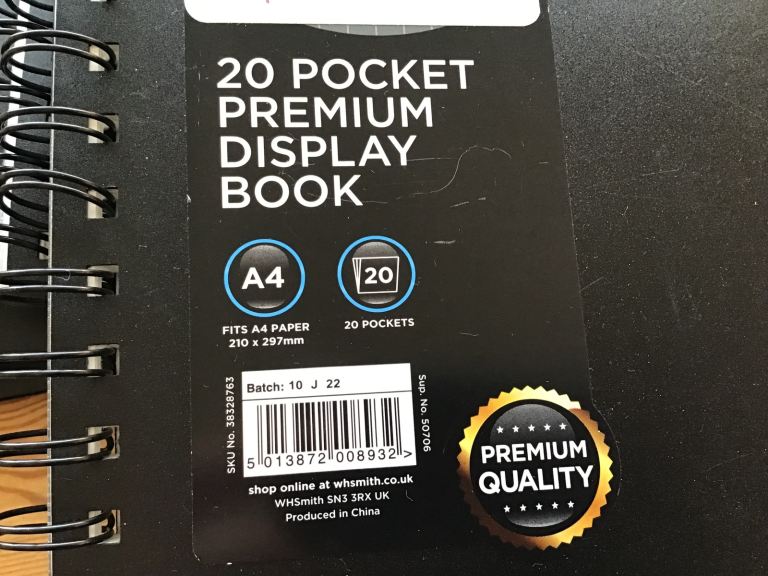 20 POCKET
PREMIUM
DISPLAY
BOOK
A4
20
FITS A4 PAPER
210 x 297mm
20 POCKETS
SKU No. 38328763
Batch: 10 J 22
5 013872 008932 >
Sup. No. 50706
shop online at whsmith.co.uk
WHSmith SN3 3RX UK
Produced in China
PREMIUM
QUALITY